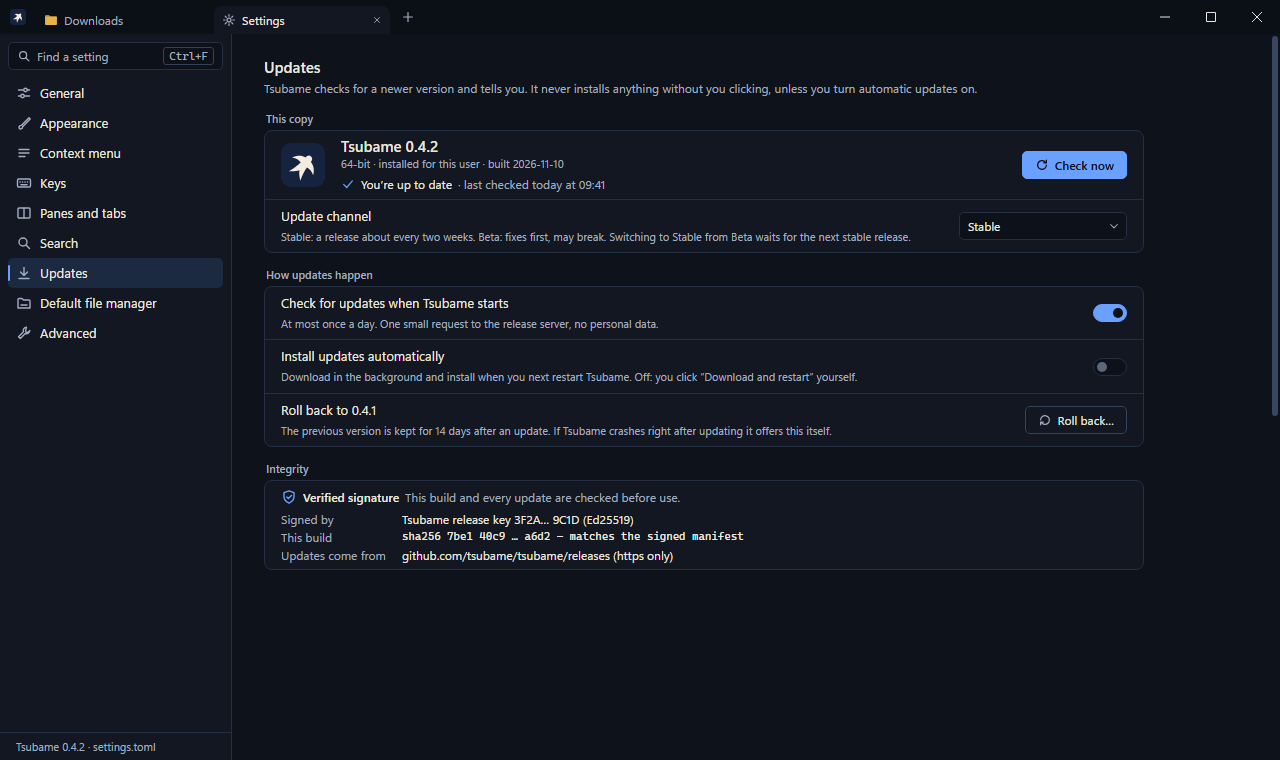 Downloads
Settings
Find a setting Ctrl+F
General
Appearance
Context menu
Keys
Panes and tabs
Search
Updates
Default file manager
Advanced
Tsubame 0.4.2 · settings.toml
Updates
Tsubame checks for a newer version and tells you. It never installs anything without you clicking, unless you turn automatic updates on.
This copy
Tsubame 0.4.2
64-bit · installed for this user · built 2026-11-10
You’re up to date · last checked today at 09:41
Check now
Update channel
Stable: a release about every two weeks. Beta: fixes first, may break. Switching to Stable from Beta waits for the next stable release.
Stable
How updates happen
Check for updates when Tsubame starts
At most once a day. One small request to the release server, no personal data.
Install updates automatically
Download in the background and install when you next restart Tsubame. Off: you click “Download and restart” yourself.
Roll back to 0.4.1
The previous version is kept for 14 days after an update. If Tsubame crashes right after updating it offers this itself.
Roll back...
Integrity
Verified signature This build and every update are checked before use.
Signed by Tsubame release key 3F2A… 9C1D (Ed25519)
This build sha256 7be1 40c9 … a6d2 — matches the signed manifest
Updates come from github.com/tsubame/tsubame/releases (https only)